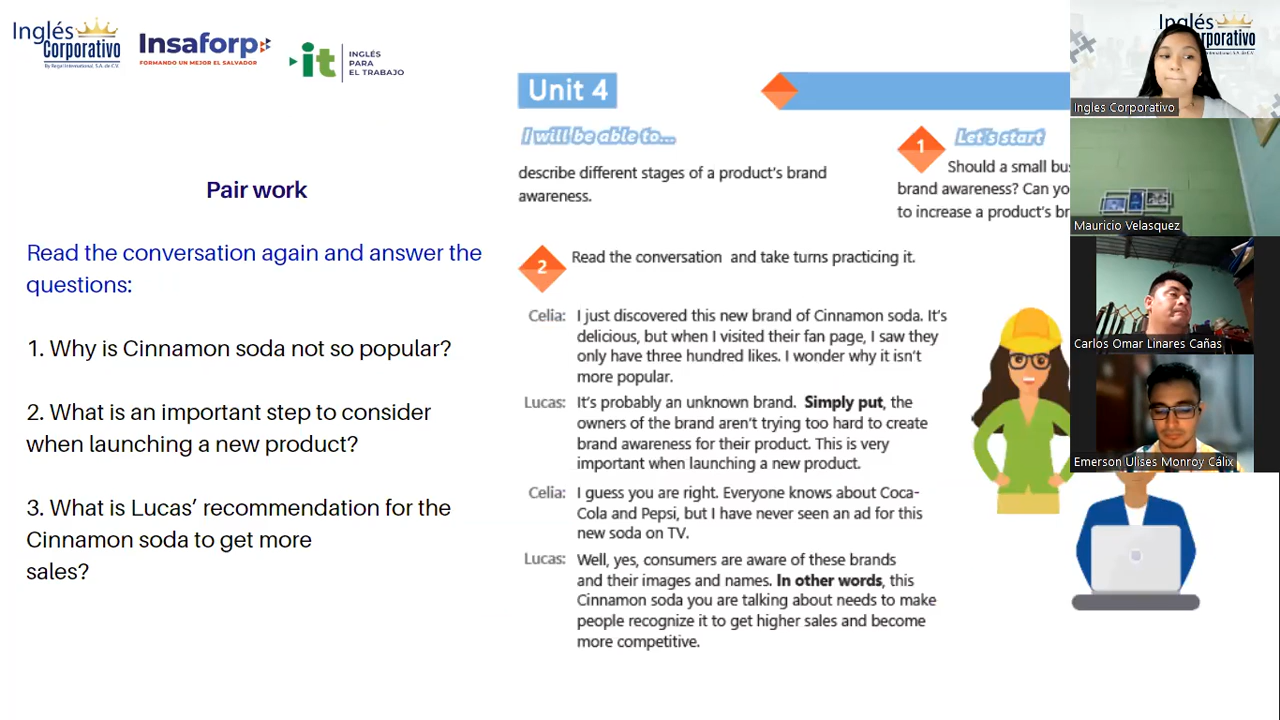 Inglés
Corporativo
By Regal International, S.A. de C.V.
Insaforp
FORMANDO UN MEJOR EL SALVADOR
it
INGLÉS
PARA
EL TRABAJO
Pair work
Read the conversation again and answer the
questions:
1. Why is Cinnamon soda not so popular?
2. What is an important step to consider
when launching a new product?
3. What is Lucas’ recommendation for the
Cinnamon soda to get more
sales?
Unit 4
I will be able to...
describe different stages of a product’s brand
awareness.
1
Let’s start
Should a small bu
brand awareness? Can yo
to increase a product’s br
2
Read the conversation and take turns practicing it.
Celia: I just discovered this new brand of Cinnamon soda. It’s
delicious, but when I visited their fan page, I saw they
only have three hundred likes. I wonder why it isn’t
more popular.
Lucas: It’s probably an unknown brand. Simply put, the
owners of the brand aren’t trying too hard to create
brand awareness for their product. This is very
important when launching a new product.
Celia: I guess you are right. Everyone knows about Coca-
Cola and Pepsi, but I have never seen an ad for this
new soda on TV.
Lucas: Well, yes, consumers are aware of these brands
and their images and names. In other words, this
Cinnamon soda you are talking about needs to make
people recognize it to get higher sales and become
more competitive.
Inglés
Corporativo
Ingles Corporativo
Mauricio Velasquez
Carlos Omar Linares Cañas
Emerson Ulises Monroy Cálix